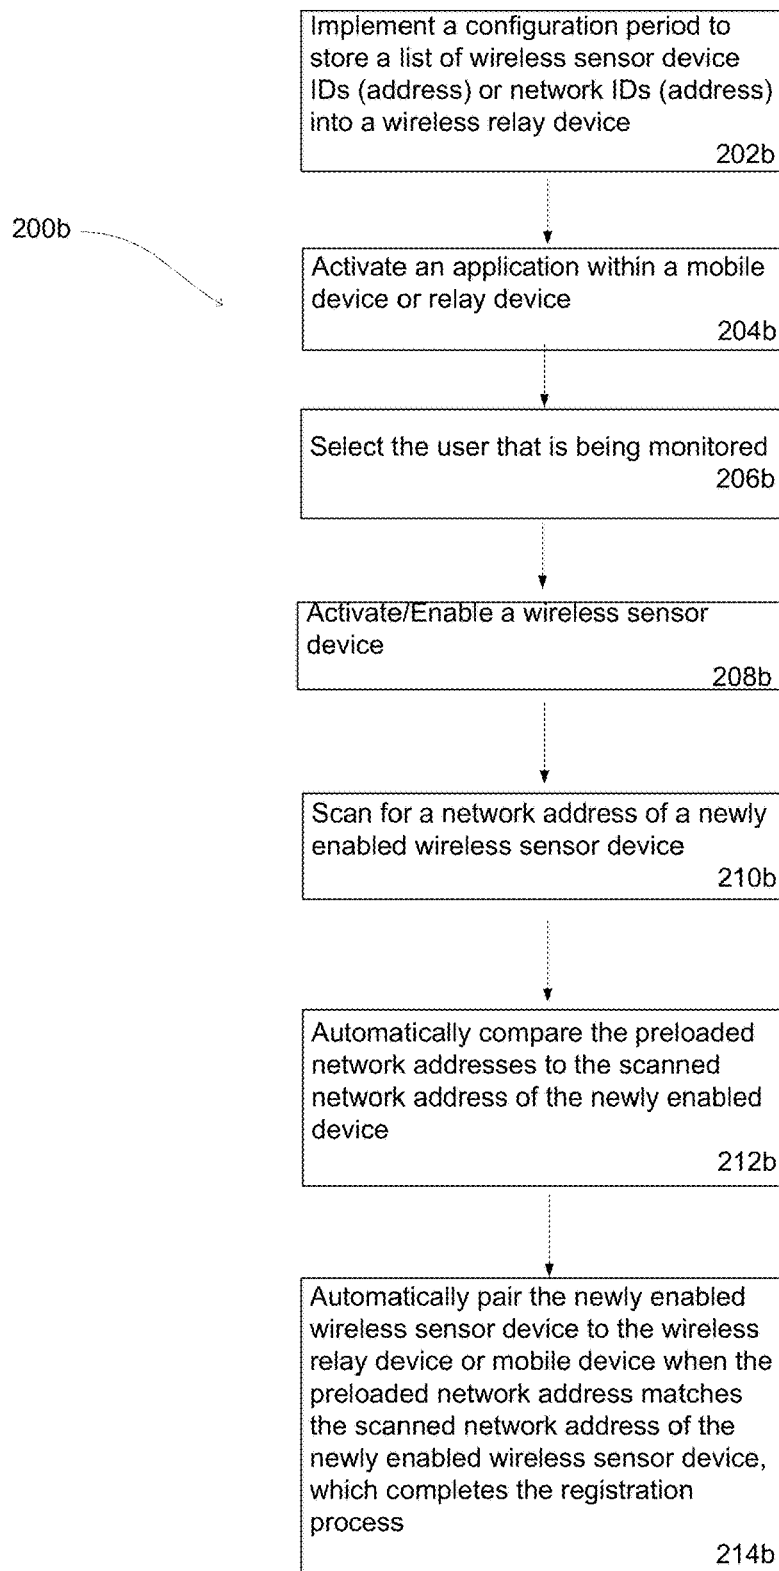 Implement a configuration period to
store a list of wireless sensor device
IDs (address) or network IDs (address)
into a wireless relay device
202b
200b
Activate an application within a mobile
device or relay device
204b
Select the user that is being monitored
206b
Activate/Enable a wireless sensor
device
208b
Scan for a network address of a newly
enabled wireless sensor device
210b
Automatically compare the preloaded
network addresses to the scanned
network address of the newly enabled
device
212b
Automatically pair the newly enabled
wireless sensor device to the wireless
relay device or mobile device when the
preloaded network address matches
the scanned network address of the
newly enabled wireless sensor device,
which completes the registration
process
214b